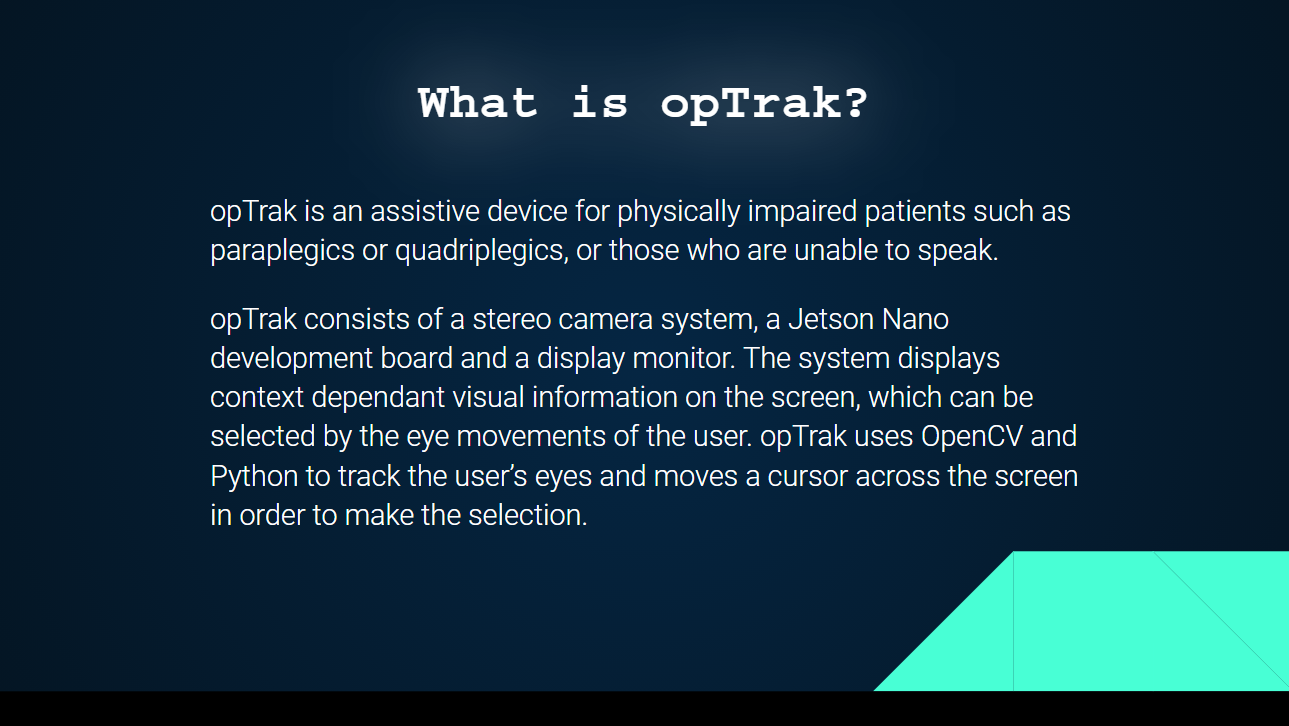 What is opTrak?
opTrak is an assistive device for physically impaired patients such as
paraplegics or quadriplegics, or those who are unable to speak.
opTrak consists of a stereo camera system, a Jetson Nano
development board and a display monitor. The system displays
context dependant visual information on the screen, which can be
selected by the eye movements of the user. opTrak uses OpenCV and
Python to track the user’s eyes and moves a cursor across the screen
in order to make the selection.